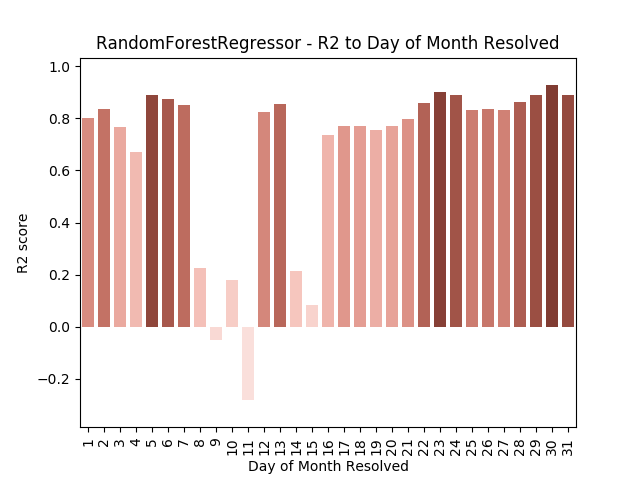 RandomForestRegressor - R2 to Day of Month Resolved
1.0
0.8
0.6
0.4
0.2
0.0
−0.2
R2 score
1 2 3 4 5 6 7 8 9 10 11 12 13 14 15 16 17 18 19 20 21 22 23 24 25 26 27 28 29 30 31
Day of Month Resolved